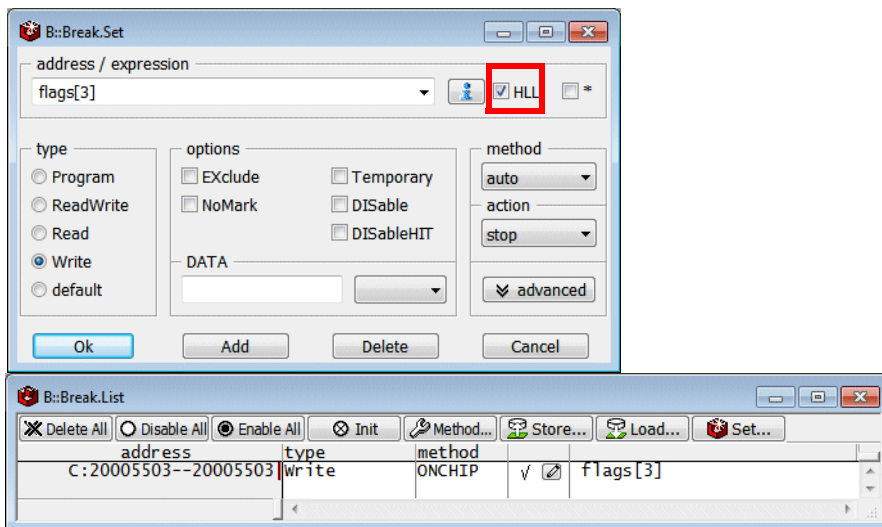 B::Break.Set
address / expression
flags[3]
HLL
*
type
options
method
Program
EXclude
Temporary
auto
ReadWrite
NoMark
DISable
action
Read
DISableHIT
stop
Write
DATA
default
advanced
Ok
Add
Delete
Cancel
B::Break.List
Delete All
Disable All
Enable All
Init
Method...
Store...
Load...
Set...
address
type
method
C:20005503--20005503
Write
ONCHIP
√
flags[3]